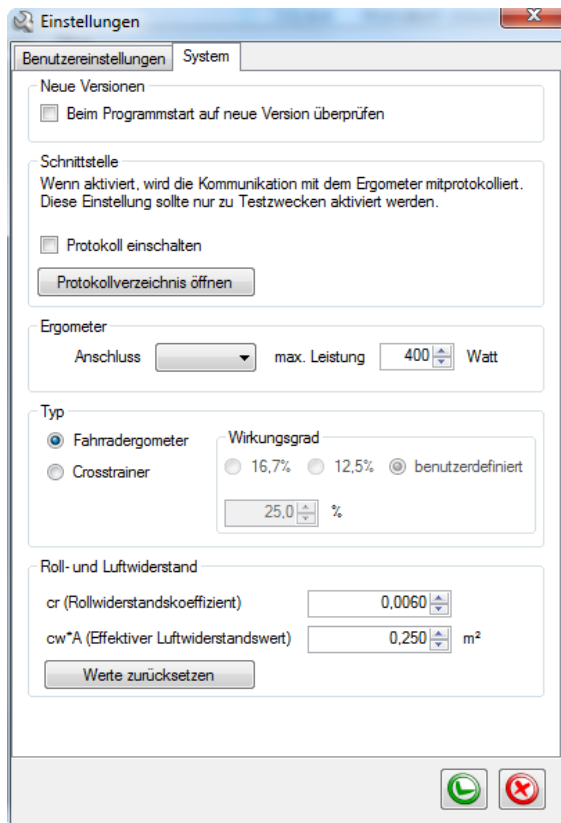 Einstellungen
Benutzereinstellungen System
Neue Versionen
Beim Programmstart auf neue Version überprüfen
Schnittstelle
Wenn aktiviert, wird die Kommunikation mit dem Ergometer mitprotokolliert.
Diese Einstellung sollte nur zu Testzwecken aktiviert werden.
Protokoll einschalten
Protokollverzeichnis öffnen
Ergometer
Anschluss max. Leistung 400 Watt
Typ
Fahrradergometer
Crosstrainer
Wirkungsgrad
16,7% 12,5% benutzerdefiniert
25,0 %
Roll- und Luftwiderstand
cr (Rollwiderstandskoeffizient) 0,0060
cw*A (Effektiver Luftwiderstandswert) 0,250 m²
Werte zurücksetzen